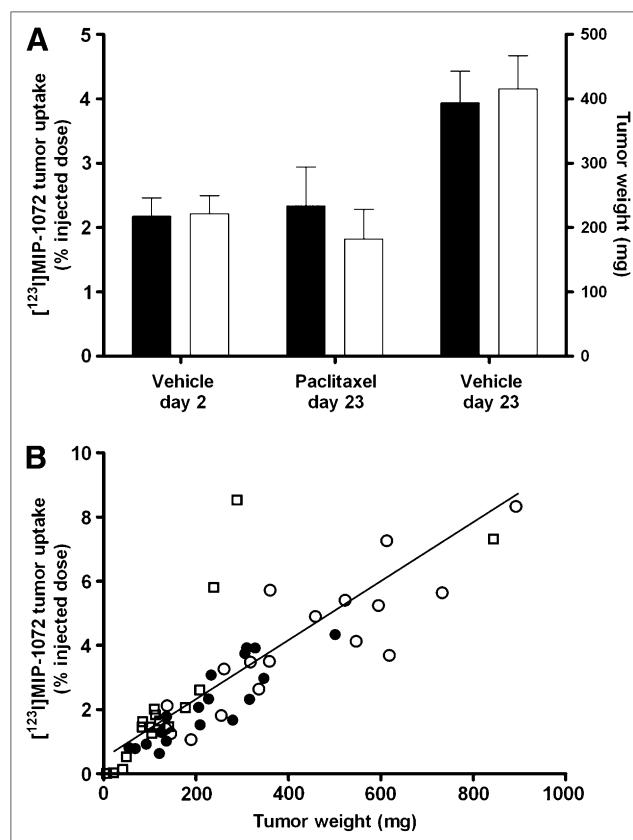 A
[123I]MIP-1072 tumor uptake
(% injected dose)
5
4
3
2
1
0
500
400
300
200
100
0
Tumor weight
(mg)
Vehicle
day 2
Paclitaxel
day 23
Vehicle
day 23
B
[123I]MIP-1072 tumor uptake
(% injected dose)
10
8
6
4
2
0
0
200
400
600
800
1000
Tumor weight (mg)